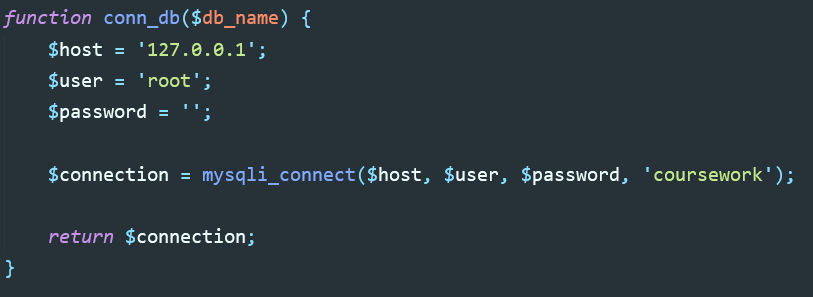 function conn_db($db_name) {
    $host = '127.0.0.1';
    $user = 'root';
    $password = '';
    $connection = mysqli_connect($host, $user, $password, 'coursework');
    return $connection;
}